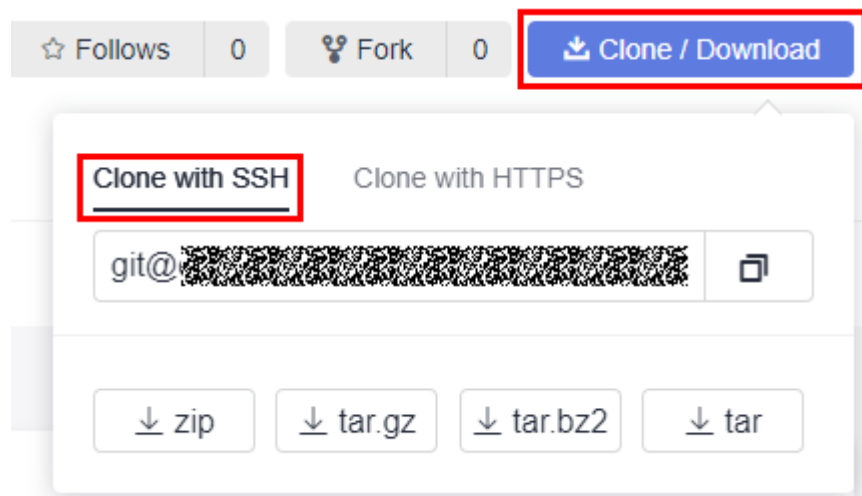 Follows 0 Fork 0 Clone / Download
Clone with SSH Clone with HTTPS
git@
zip tar.gz tar.bz2 tar